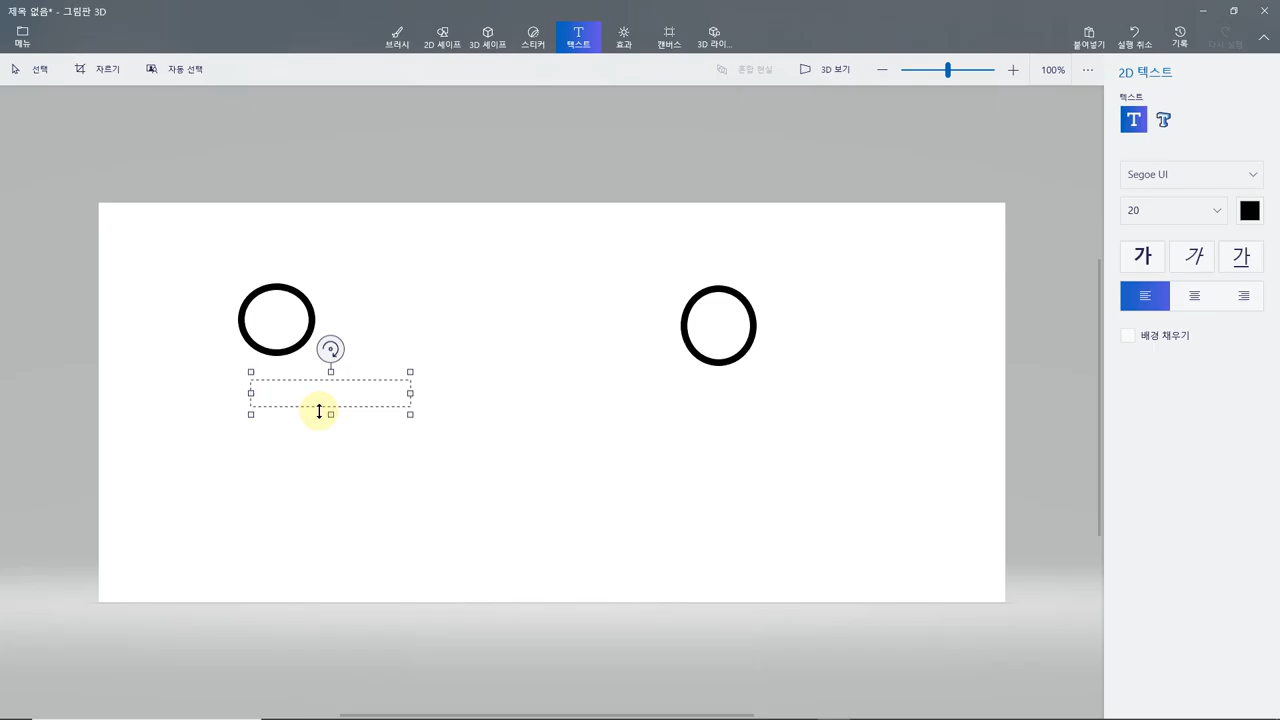 제목 없음* - 그림판 3D
메뉴
브러시
2D 셰이프
3D 셰이프
스티커
텍스트
효과
캔버스
3D 라이...
붙여넣기
실행 취소
기록
다시 실행
선택
자르기
자동 선택
혼합 현실
3D 보기
100%
2D 텍스트
텍스트
T
T
Segoe UI
20
가
가
가
배경 채우기